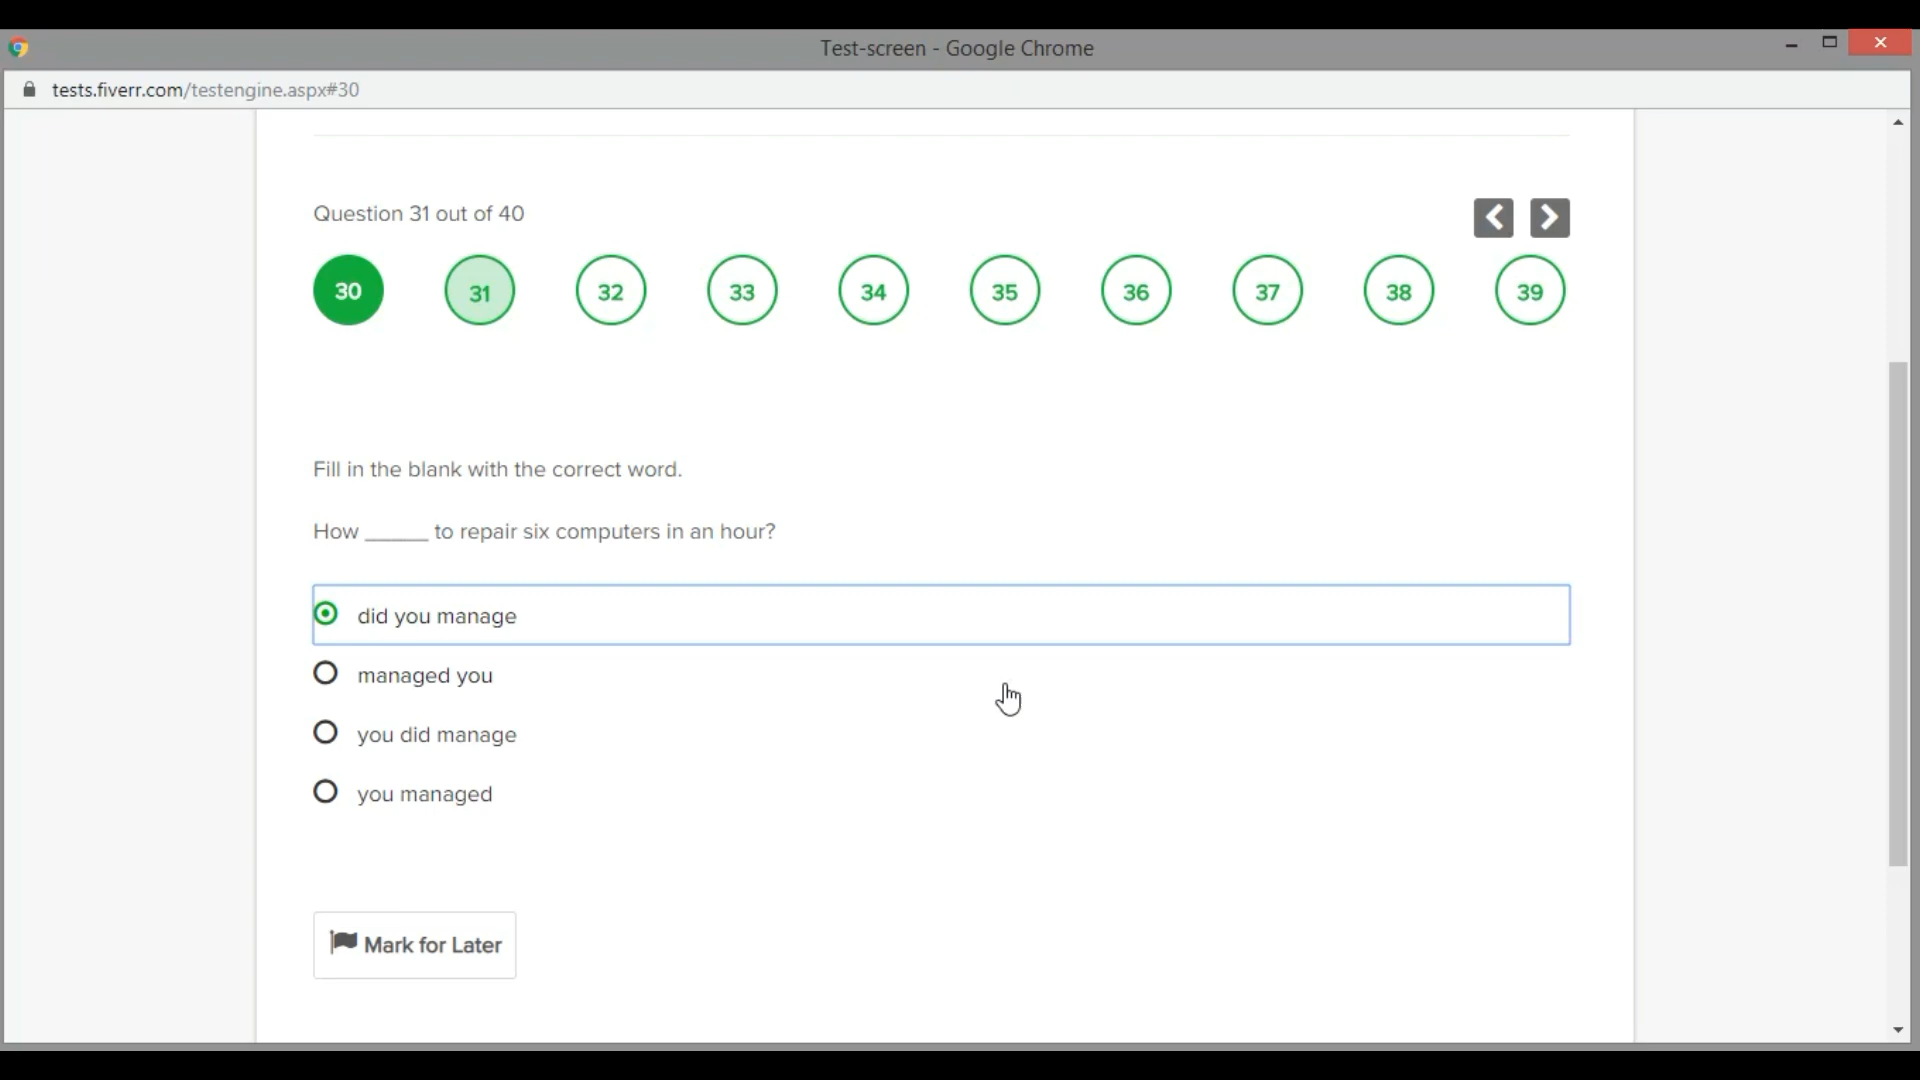 Test-screen - Google Chrome
tests.fiverr.com/testengine.aspx#30
Question 31 out of 40
30 31 32 33 34 35 36 37 38 39
Fill in the blank with the correct word.
How ______ to repair six computers in an hour?
did you manage
managed you
you did manage
you managed
Mark for Later